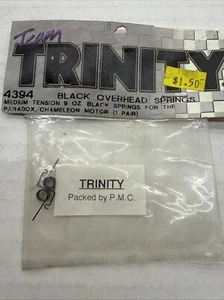 Team
TRINITY
$1.50
4394 BLACK OVERHEAD SPRINGS
MEDIUM TENSION 9 OZ. BLACK SPRINGS FOR THE
PARADOX/CHAMELEON MOTOR (1 PAIR)
TRINITY
Packed by P.M.C.